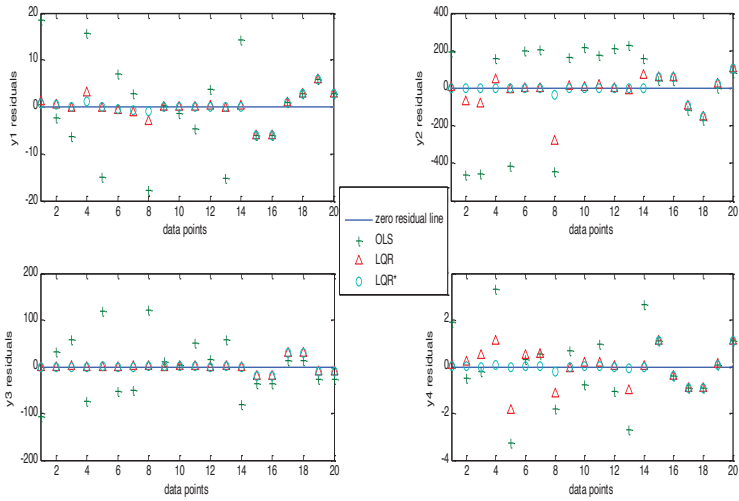 20
10
0
-10
-20
y1 residuals
2 4 6 8 10 12 14 16 18 20
data points
400
200
0
-200
-400
y2 residuals
2 4 6 8 10 12 14 16 18 20
data points
zero residual line
OLS
LQR
LQR*
200
100
0
-100
-200
y3 residuals
2 4 6 8 10 12 14 16 18 20
data points
2
0
-2
-4
y4 residuals
2 4 6 8 10 12 14 16 18 20
data points